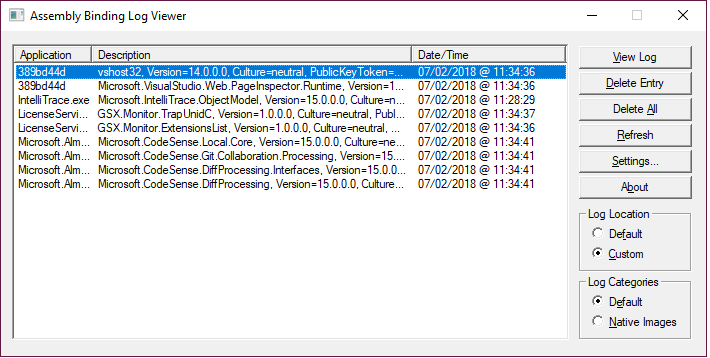 Assembly Binding Log Viewer
Application Description Date/Time
389bd44d vshost32, Version=14.0.0.0, Culture=neutral, PublicKeyToken=... 07/02/2018 @ 11:34:36
389bd44d Microsoft.VisualStudio.Web.PageInspector.Runtime, Version=1... 07/02/2018 @ 11:34:36
IntelliTrace.exe Microsoft.IntelliTrace.ObjectModel, Version=15.0.0.0, Culture=n... 07/02/2018 @ 11:28:29
LicenseServi... GSX.Monitor.TrapUnidC, Version=1.0.0.0, Culture=neutral, Publ... 07/02/2018 @ 11:34:37
LicenseServi... GSX.Monitor.ExtensionsList, Version=1.0.0.0, Culture=neutral, ... 07/02/2018 @ 11:34:36
Microsoft.Alm... Microsoft.CodeSense.Local.Core, Version=15.0.0.0, Culture=ne... 07/02/2018 @ 11:34:41
Microsoft.Alm... Microsoft.CodeSense.Git.Collaboration.Processing, Version=15.... 07/02/2018 @ 11:34:41
Microsoft.Alm... Microsoft.CodeSense.DiffProcessing.Interfaces, Version=15.0.... 07/02/2018 @ 11:34:41
Microsoft.Alm... Microsoft.CodeSense.DiffProcessing, Version=15.0.0.0, Culture... 07/02/2018 @ 11:34:41
View Log
Delete Entry
Delete All
Refresh
Settings...
About
Log Location
Default
Custom
Log Categories
Default
Native Images